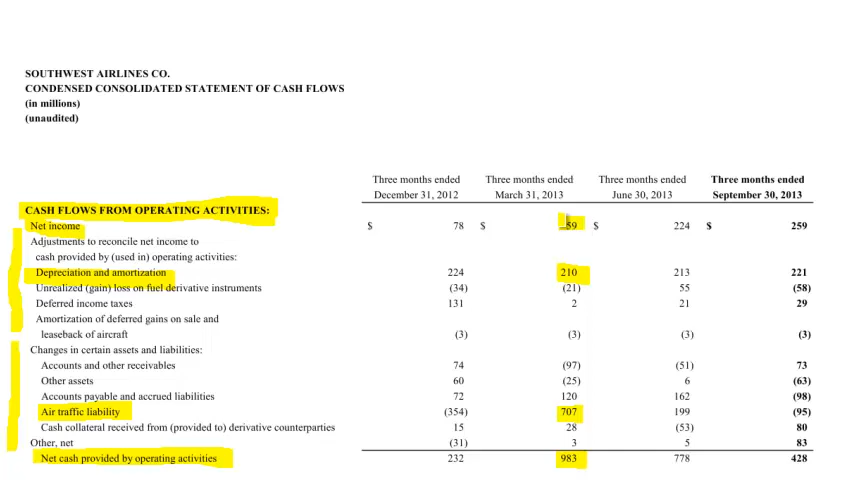 SOUTHWEST AIRLINES CO.
CONDENSED CONSOLIDATED STATEMENT OF CASH FLOWS
(in millions)
(unaudited)
Three months ended Three months ended Three months ended Three months ended
December 31, 2012 March 31, 2013 June 30, 2013 September 30, 2013
CASH FLOWS FROM OPERATING ACTIVITIES:
Net income $ 78 $ 59 $ 224 $ 259
Adjustments to reconcile net income to
cash provided by (used in) operating activities:
Depreciation and amortization 224 210 213 221
Unrealized (gain) loss on fuel derivative instruments (34) (21) 55 (58)
Deferred income taxes 131 2 21 29
Amortization of deferred gains on sale and
leaseback of aircraft (3) (3) (3) (3)
Changes in certain assets and liabilities:
Accounts and other receivables 74 (97) (51) 73
Other assets 60 (25) 6 (63)
Accounts payable and accrued liabilities 72 120 162 (98)
Air traffic liability (354) 707 199 (95)
Cash collateral received from (provided to) derivative counterparties 15 28 (53) 80
Other, net (31) 3 5 83
Net cash provided by operating activities 232 983 778 428